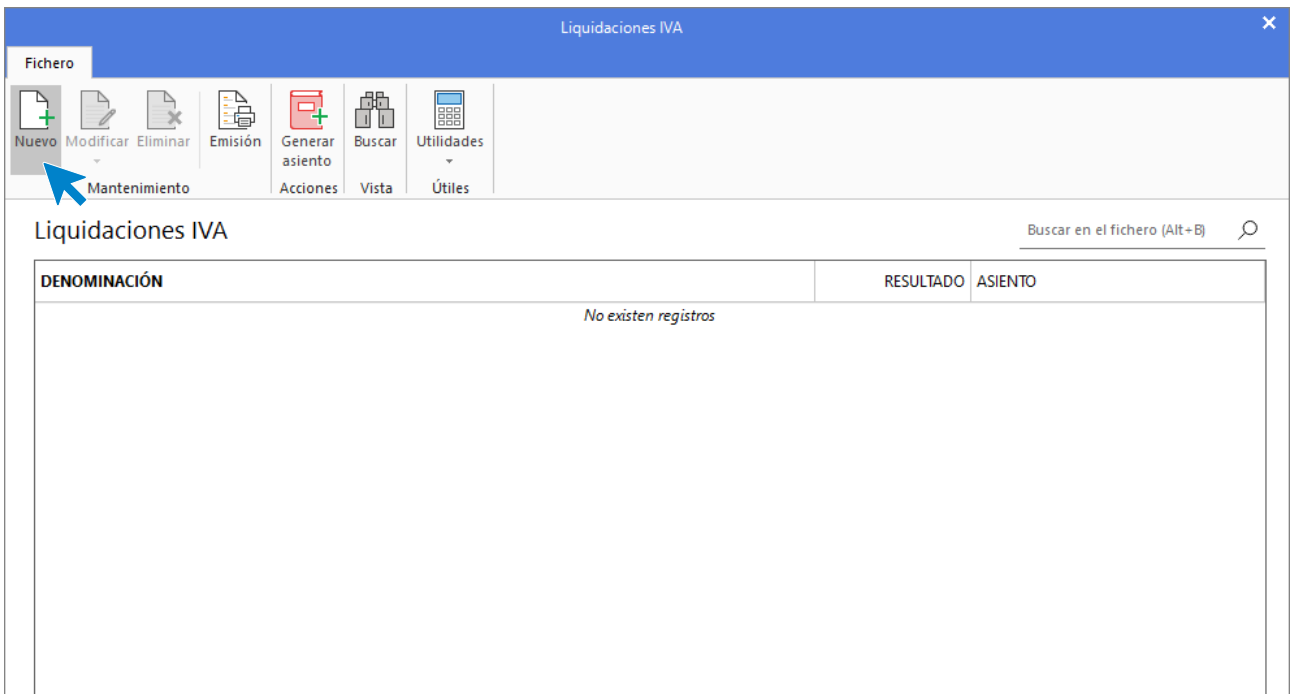 Liquidaciones IVA
Fichero
Nuevo Modificar Eliminar Emisión Generar asiento Buscar Utilidades
Mantenimiento Acciones Vista Útiles
Liquidaciones IVA
Buscar en el fichero (Alt+B)
DENOMINACIÓN RESULTADO ASIENTO
No existen registros